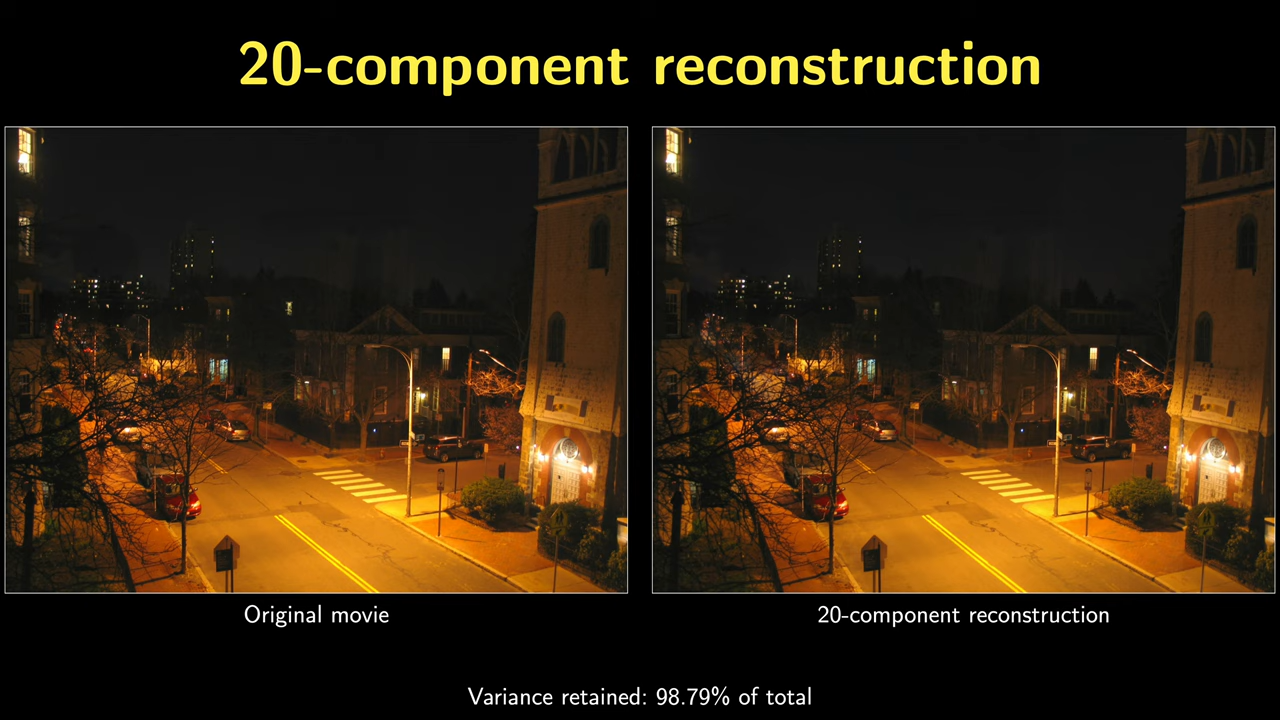 20-component reconstruction
Original movie
20-component reconstruction
Variance retained: 98.79% of total